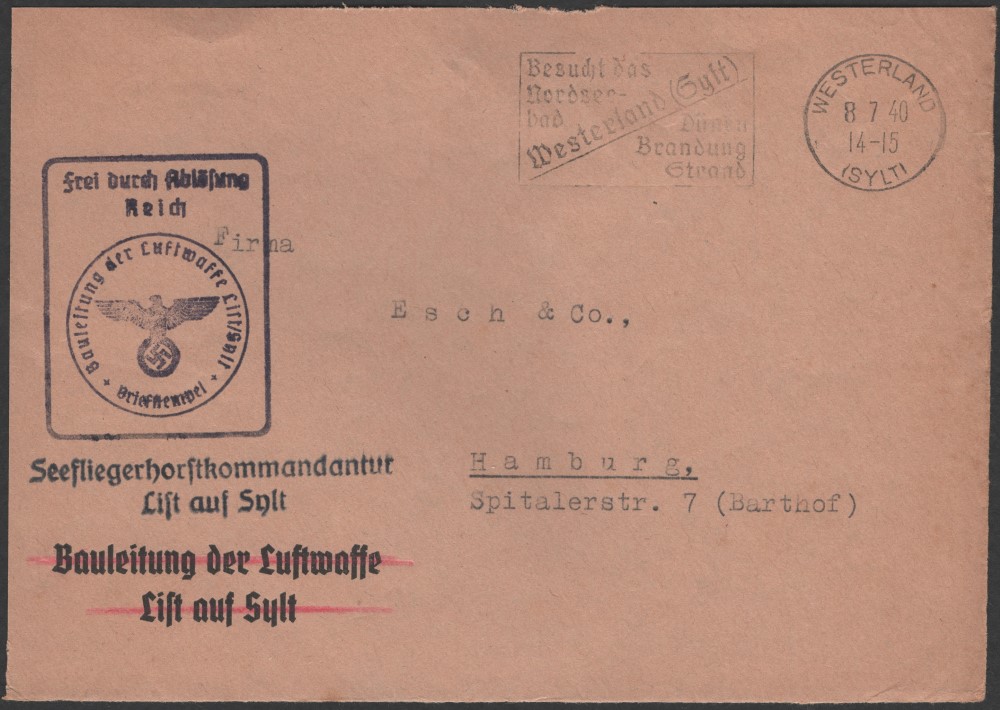 Besucht das
Nordsee-
bad
Westerland (Sylt)
Dünen
Brandung
Strand
WESTERLAND
8 7 40
14-15
(SYLT)
Frei durch Ablösung
Reich
Bauleitung der Luftwaffe List/Sylt
+ Briefstempel +
Firma
Esch & Co.,
Hamburg,
Spitalerstr. 7 (Barthof)
Seefliegerhorstkommandantur
List auf Sylt
Bauleitung der Luftwaffe
List auf Sylt